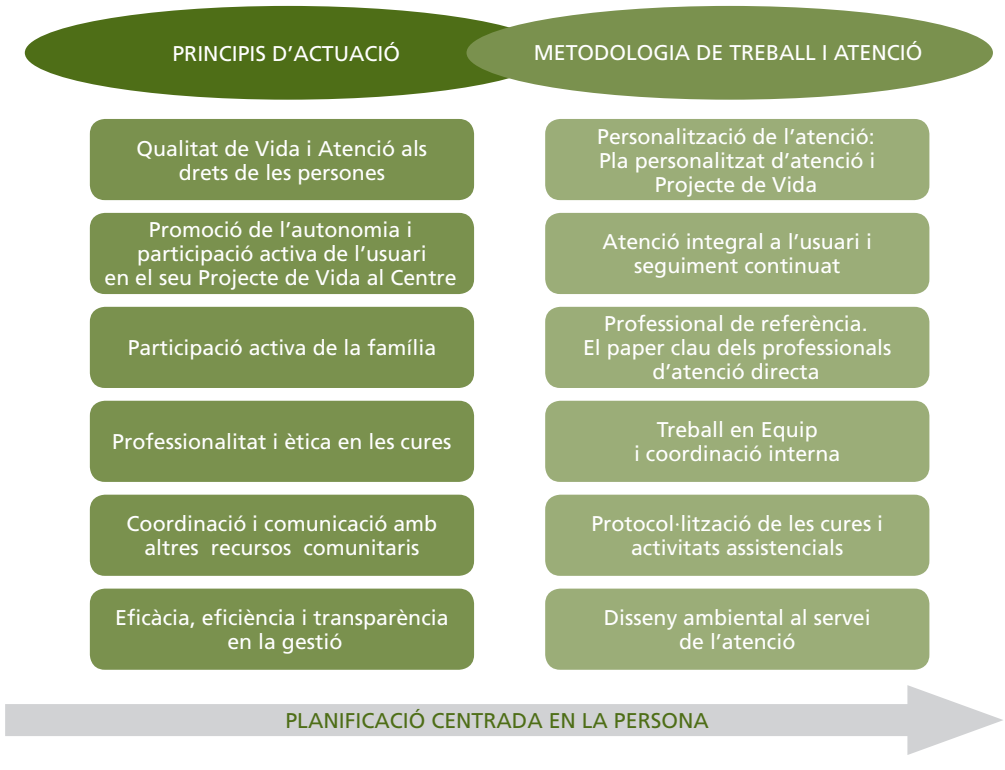 PRINCIPIS D’ACTUACIÓ
METODOLOGIA DE TREBALL I ATENCIÓ
Qualitat de Vida i Atenció als
drets de les persones
Promoció de l’autonomia i
participació activa de l’usuari
en el seu Projecte de Vida al Centre
Participació activa de la família
Professionalitat i ètica en les cures
Coordinació i comunicació amb
altres recursos comunitaris
Eficàcia, eficiència i transparència
en la gestió
Personalització de l’atenció:
Pla personalitzat d’atenció i
Projecte de Vida
Atenció integral a l’usuari i
seguiment continuat
Professional de referència.
El paper clau dels professionals
d’atenció directa
Treball en Equip
i coordinació interna
Protocol·lització de les cures i
activitats assistencials
Disseny ambiental al servei
de l’atenció
PLANIFICACIÓ CENTRADA EN LA PERSONA